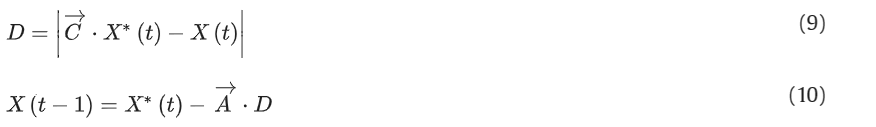 D = |C⃗ · X* (t) − X (t)| (9)
X (t − 1) = X* (t) − A⃗ · D (10)